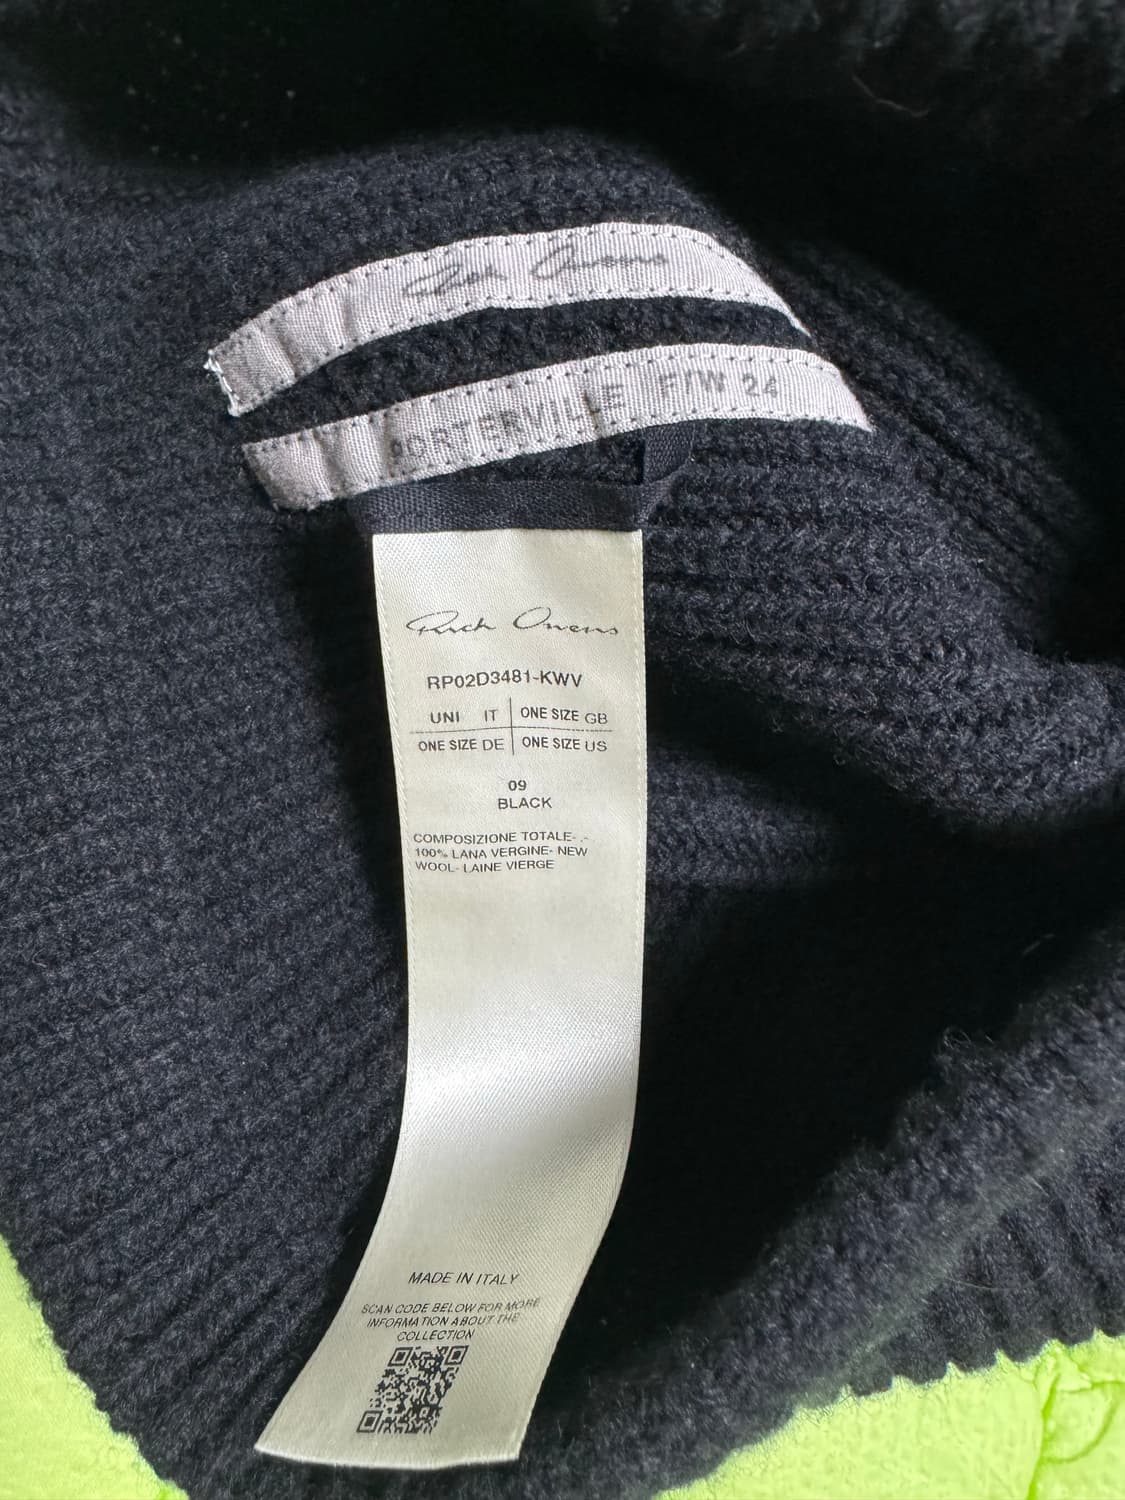 Rick Owens
PORTERVILLE F/W 24
Rick Owens
RP02D3481-KWV
UNI IT ONE SIZE GB
ONE SIZE DE ONE SIZE US
09
BLACK
COMPOSIZIONE TOTALE- .-
100% LANA VERGINE- NEW
WOOL- LAINE VIERGE
MADE IN ITALY
SCAN CODE BELOW FOR MORE
INFORMATION ABOUT THE
COLLECTION